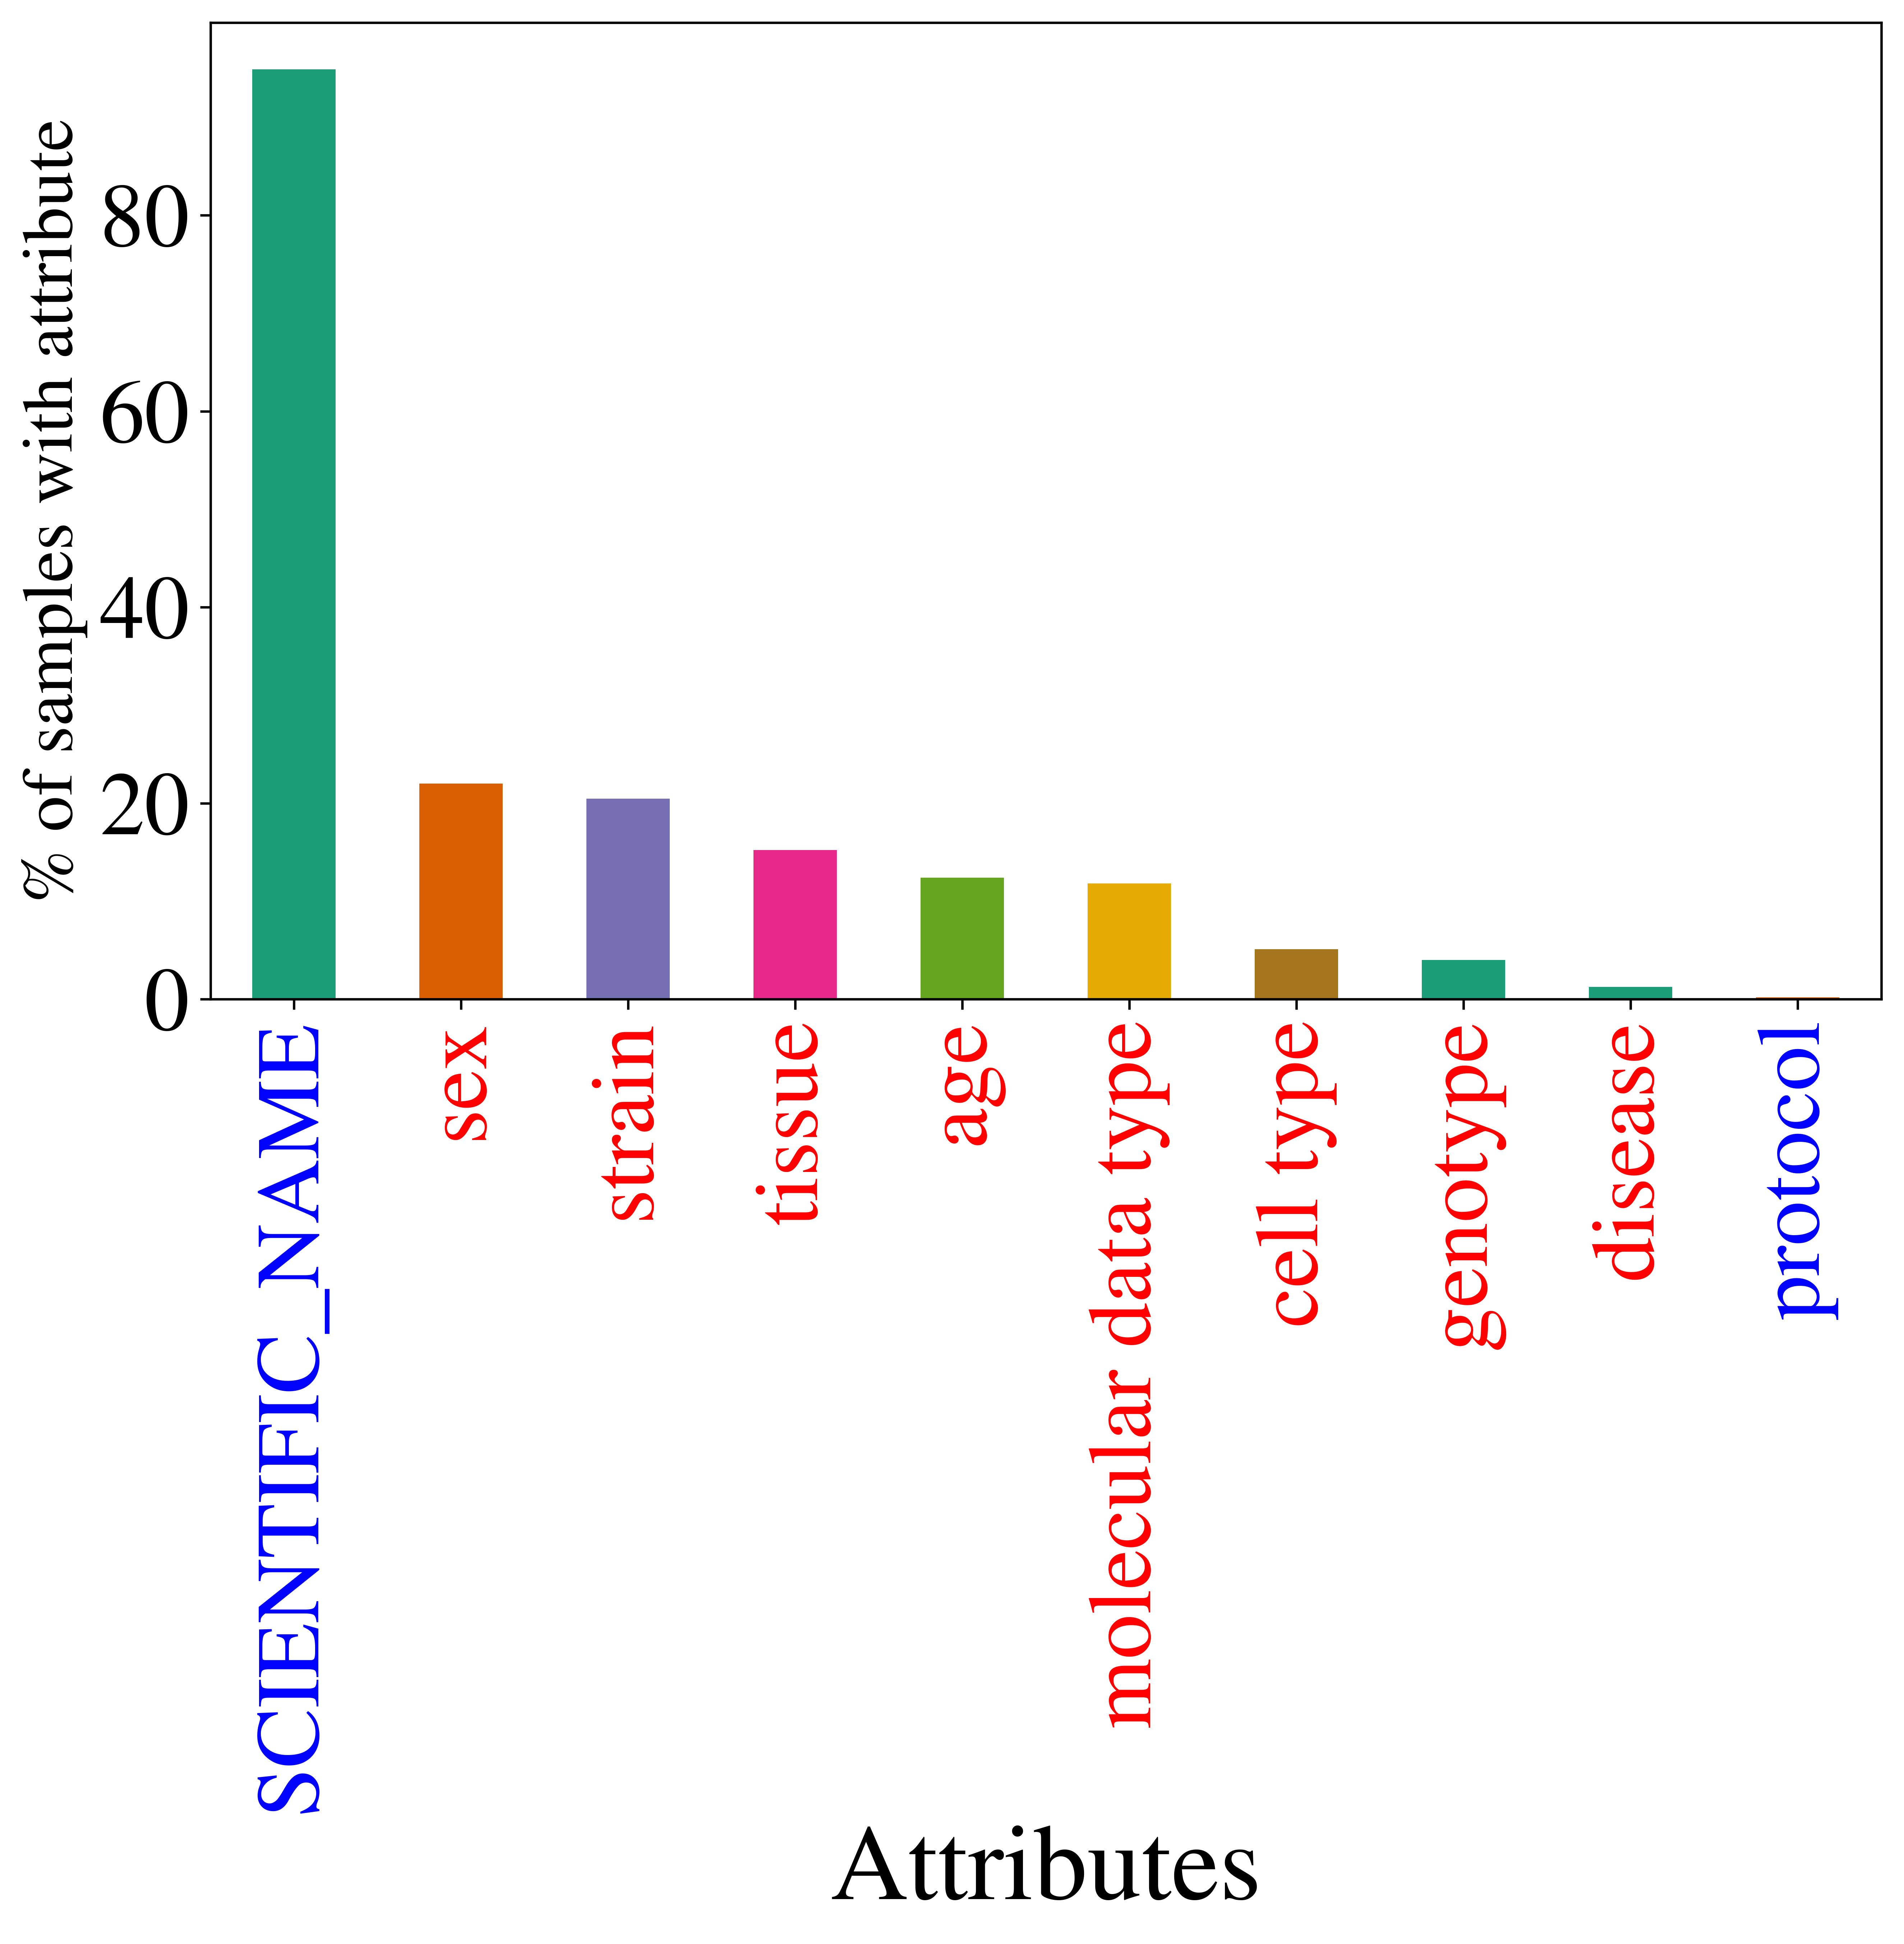 % of samples with attribute
80
60
40
20
0
SCIENTIFIC_NAME
sex
strain
tissue
age
molecular data type
cell type
genotype
disease
protocol
Attributes